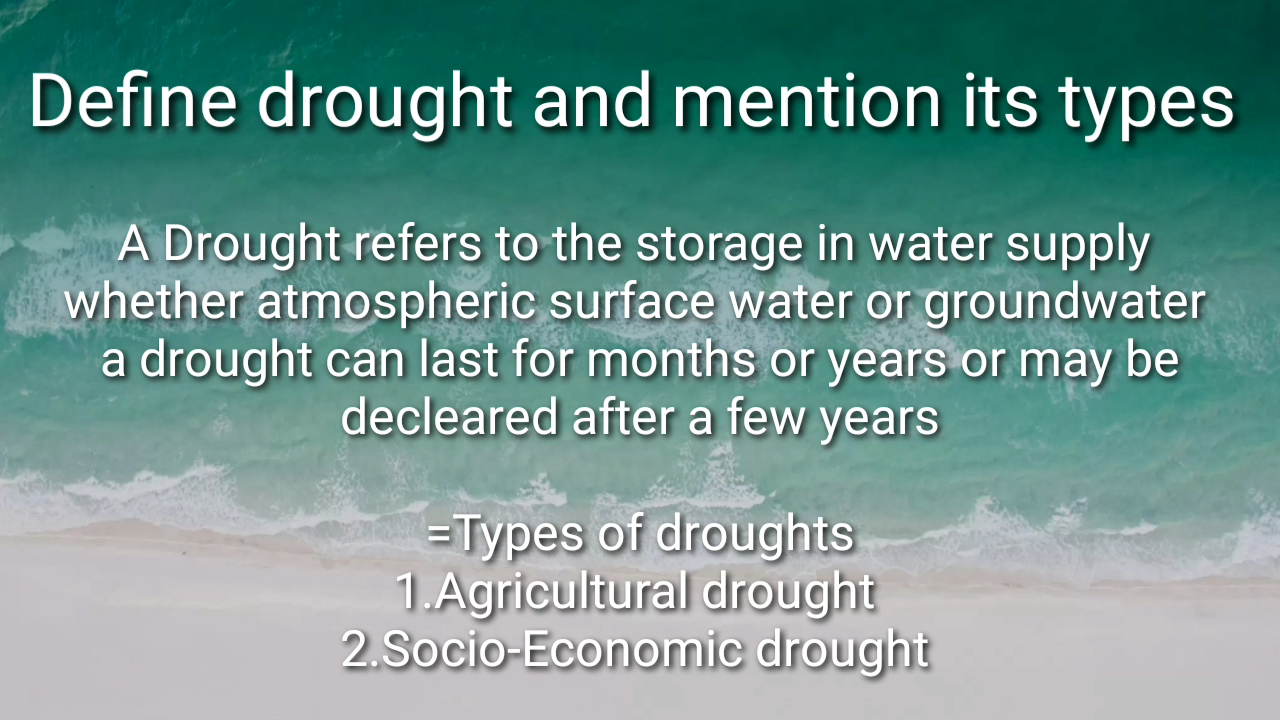 Define drought and mention its types
A Drought refers to the storage in water supply
whether atmospheric surface water or groundwater
a drought can last for months or years or may be
decleared after a few years
=Types of droughts
1.Agricultural drought
2.Socio-Economic drought